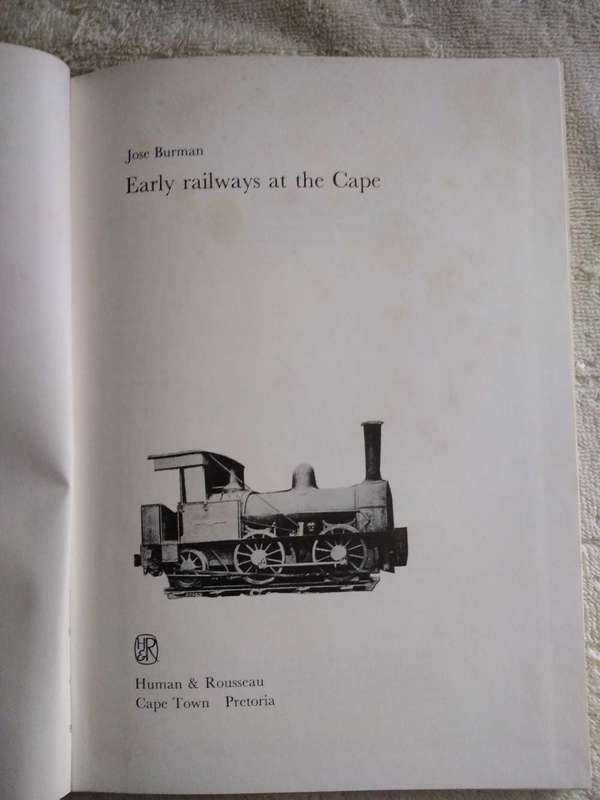 Jose Burman
Early railways at the Cape
H&R
Human & Rousseau
Cape Town Pretoria